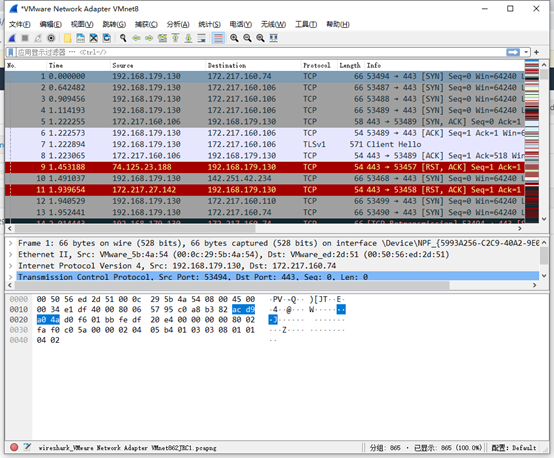 *VMware Network Adapter VMnet8
文件(F) 编辑(E) 视图(V) 跳转(G) 捕获(C) 分析(A) 统计(S) 电话(Y) 无线(W) 工具(T) 帮助(H)
应用显示过滤器 … <Ctrl-/>
No. Time Source Destination Protocol Length Info
1 0.000000 192.168.179.130 172.217.160.74 TCP 66 53494 → 443 [SYN] Seq=0 Win=64240 L
2 0.642482 192.168.179.130 172.217.160.106 TCP 66 53487 → 443 [SYN] Seq=0 Win=64240 L
3 0.909456 192.168.179.130 172.217.160.106 TCP 66 53488 → 443 [SYN] Seq=0 Win=64240 L
4 1.114193 192.168.179.130 172.217.160.106 TCP 66 53489 → 443 [SYN] Seq=0 Win=64240 L
5 1.222255 172.217.160.106 192.168.179.130 TCP 58 443 → 53489 [SYN, ACK] Seq=0 Ack=
6 1.222573 192.168.179.130 172.217.160.106 TCP 54 53489 → 443 [ACK] Seq=1 Ack=1 Win=6
7 1.222894 192.168.179.130 172.217.160.106 TLSv1 571 Client Hello
8 1.223065 172.217.160.106 192.168.179.130 TCP 54 443 → 53489 [ACK] Seq=1 Ack=518 Win
9 1.453188 74.125.23.188 192.168.179.130 TCP 54 443 → 53457 [RST, ACK] Seq=1 Ack=1
10 1.491037 192.168.179.130 172.217.160.74 TCP 66 53468 → 443 [SYN] Seq=0 Win=64240 L
11 1.939654 172.217.27.142 192.168.179.130 TCP 54 443 → 53458 [RST, ACK] Seq=1 Ack=1
12 1.940529 192.168.179.130 142.251.42.234 TCP 66 53499 → 443 [SYN] Seq=0 Win=64240 L
13 1.952441 192.168.179.130 172.217.160.74 TCP 66 53490 → 443 [SYN] Seq=0 Win=64240 L
Frame 1: 66 bytes on wire (528 bits), 66 bytes captured (528 bits) on interface \Device\NPF_{5993A256-C2C9-40A2-9E8
Ethernet II, Src: VMware_5b:4a:54 (00:0c:29:5b:4a:54), Dst: VMware_ed:2d:51 (00:50:56:ed:2d:51)
Internet Protocol Version 4, Src: 192.168.179.130, Dst: 172.217.160.74
Transmission Control Protocol, Src Port: 53494, Dst Port: 443, Seq: 0, Len: 0
0000 00 50 56 ed 2d 51 00 0c 29 5b 4a 54 08 00 45 00 ·PV·-Q·· )[JT··E·
0010 00 34 e1 df 40 00 80 06 57 95 c0 a8 b3 82 ac d9 ·4··@··· W·······
0020 a0 4a d0 f6 01 bb fe df 20 e4 00 00 00 00 80 02 ·J······ ·······
0030 fa f0 c0 5a 00 00 02 04 05 b4 01 03 03 08 01 01 ···Z···· ········
0040 04 02 ··
wireshark_VMware Network Adapter VMnet862JRC1.pcapng 分组: 865 · 已显示: 865 (100.0%) 配置: Default